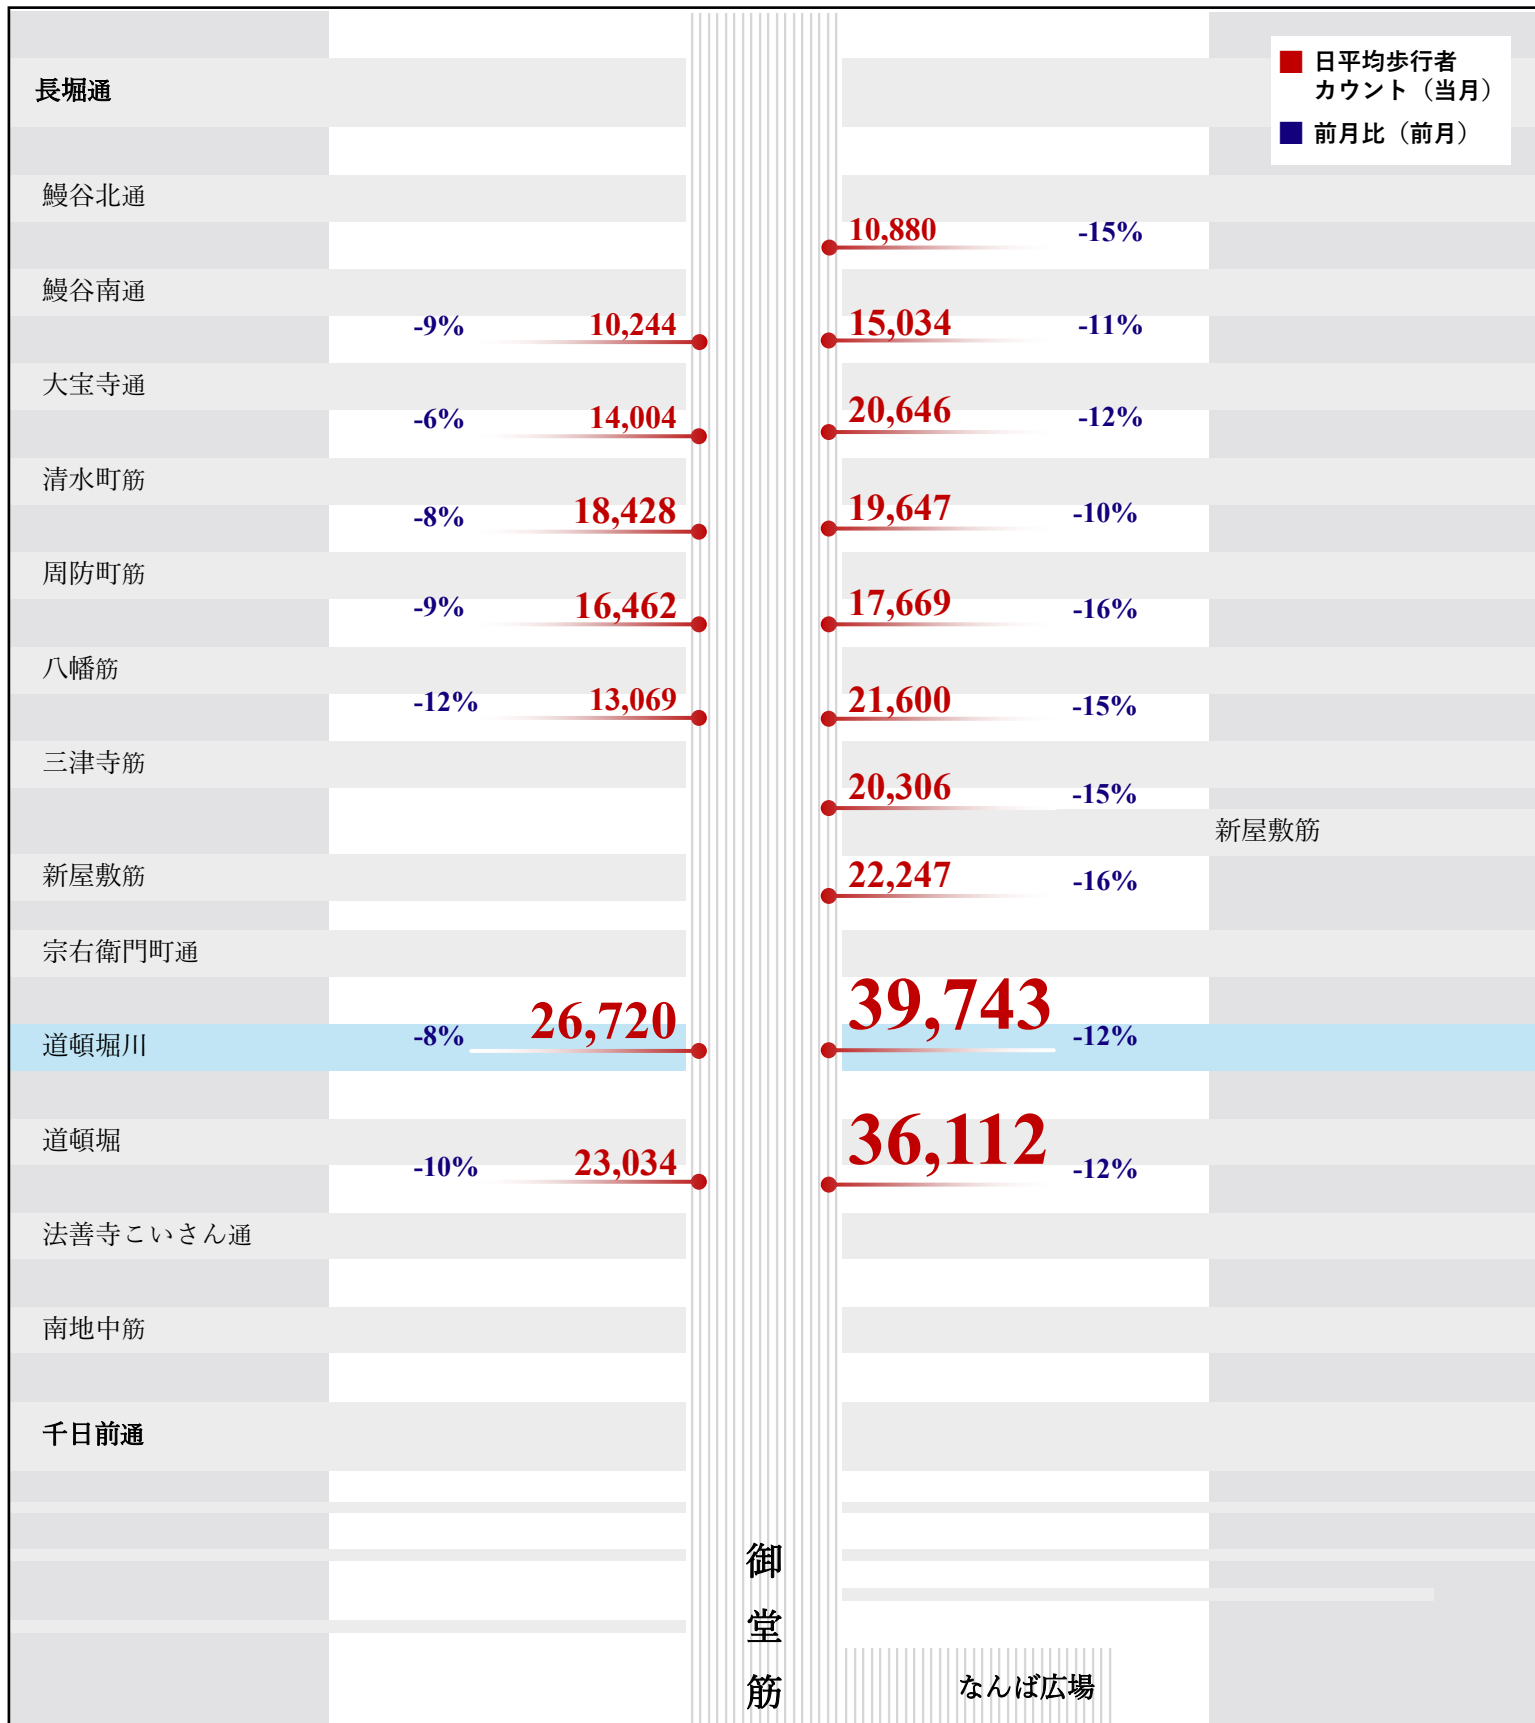 日平均歩行者
カウント（当月）
前月比（前月）
長堀通
鰻谷北通
10,880 -15%
鰻谷南通
-9% 10,244 15,034 -11%
大宝寺通
-6% 14,004 20,646 -12%
清水町筋
-8% 18,428 19,647 -10%
周防町筋
-9% 16,462 17,669 -16%
八幡筋
-12% 13,069 21,600 -15%
三津寺筋
20,306 -15%
新屋敷筋
新屋敷筋
22,247 -16%
宗右衛門町通
道頓堀川
-8% 26,720 39,743 -12%
道頓堀
-10% 23,034 36,112 -12%
法善寺こいさん通
南地中筋
千日前通
御堂筋
なんば広場